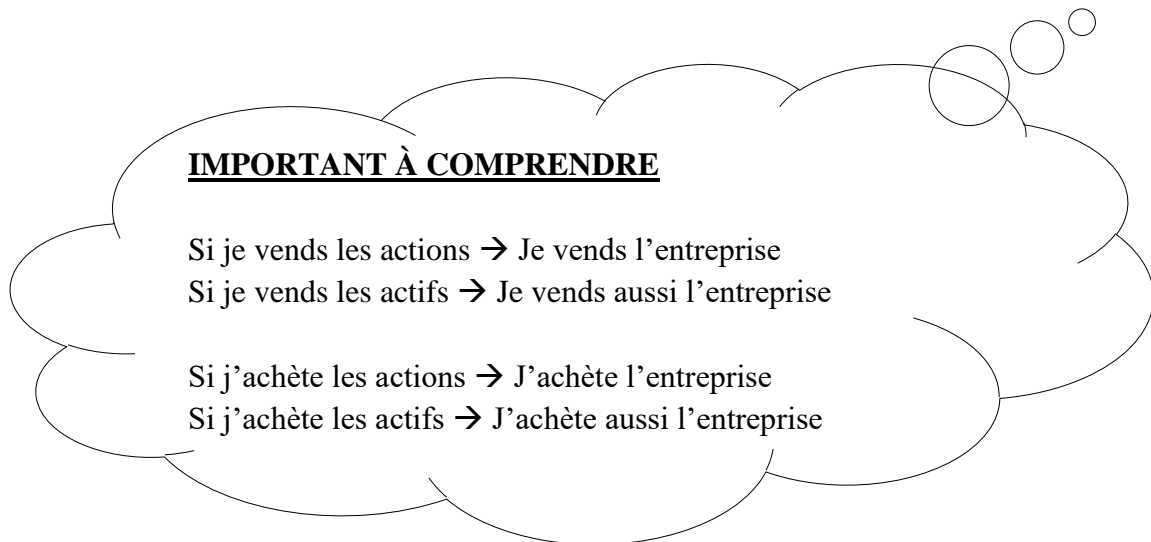 IMPORTANT À COMPRENDRE
Si je vends les actions → Je vends l’entreprise
Si je vends les actifs → Je vends aussi l’entreprise
Si j’achète les actions → J’achète l’entreprise
Si j’achète les actifs → J’achète aussi l’entreprise